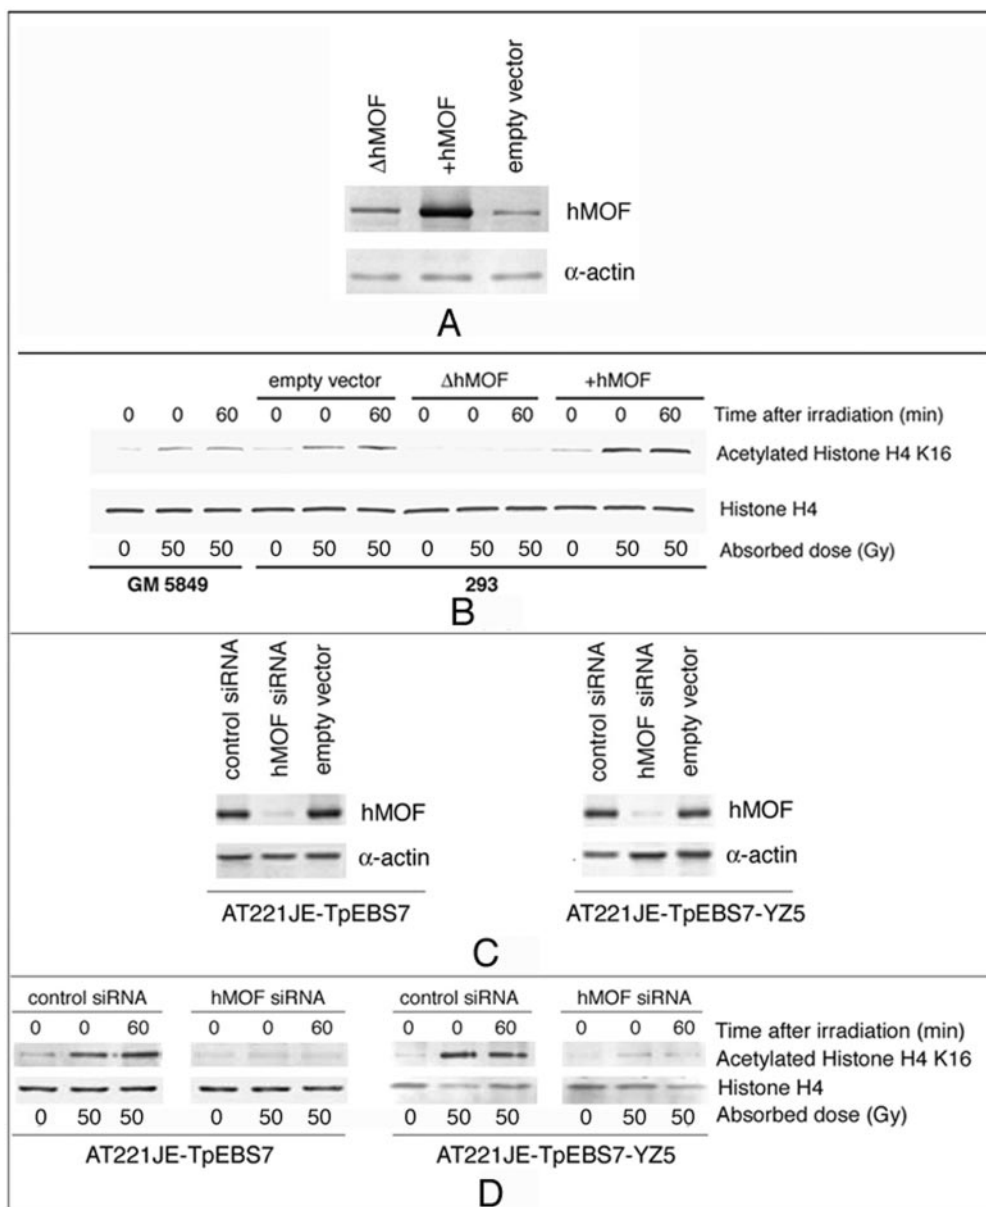 ΔhMOF
+hMOF
empty vector
hMOF
α-actin
A
empty vector ΔhMOF +hMOF
0 0 60 0 0 60 0 0 60 0 0 60 Time after irradiation (min)
Acetylated Histone H4 K16
Histone H4
0 50 50 0 50 50 0 50 50 0 50 50 Absorbed dose (Gy)
GM 5849 293
B
control siRNA
hMOF siRNA
empty vector
hMOF
α-actin
AT221JE-TpEBS7
control siRNA
hMOF siRNA
empty vector
hMOF
α-actin
AT221JE-TpEBS7-YZ5
C
control siRNA hMOF siRNA control siRNA hMOF siRNA
0 0 60 0 0 60 0 0 60 0 0 60 Time after irradiation (min)
Acetylated Histone H4 K16
Histone H4
0 50 50 0 50 50 0 50 50 0 50 50 Absorbed dose (Gy)
AT221JE-TpEBS7 AT221JE-TpEBS7-YZ5
D